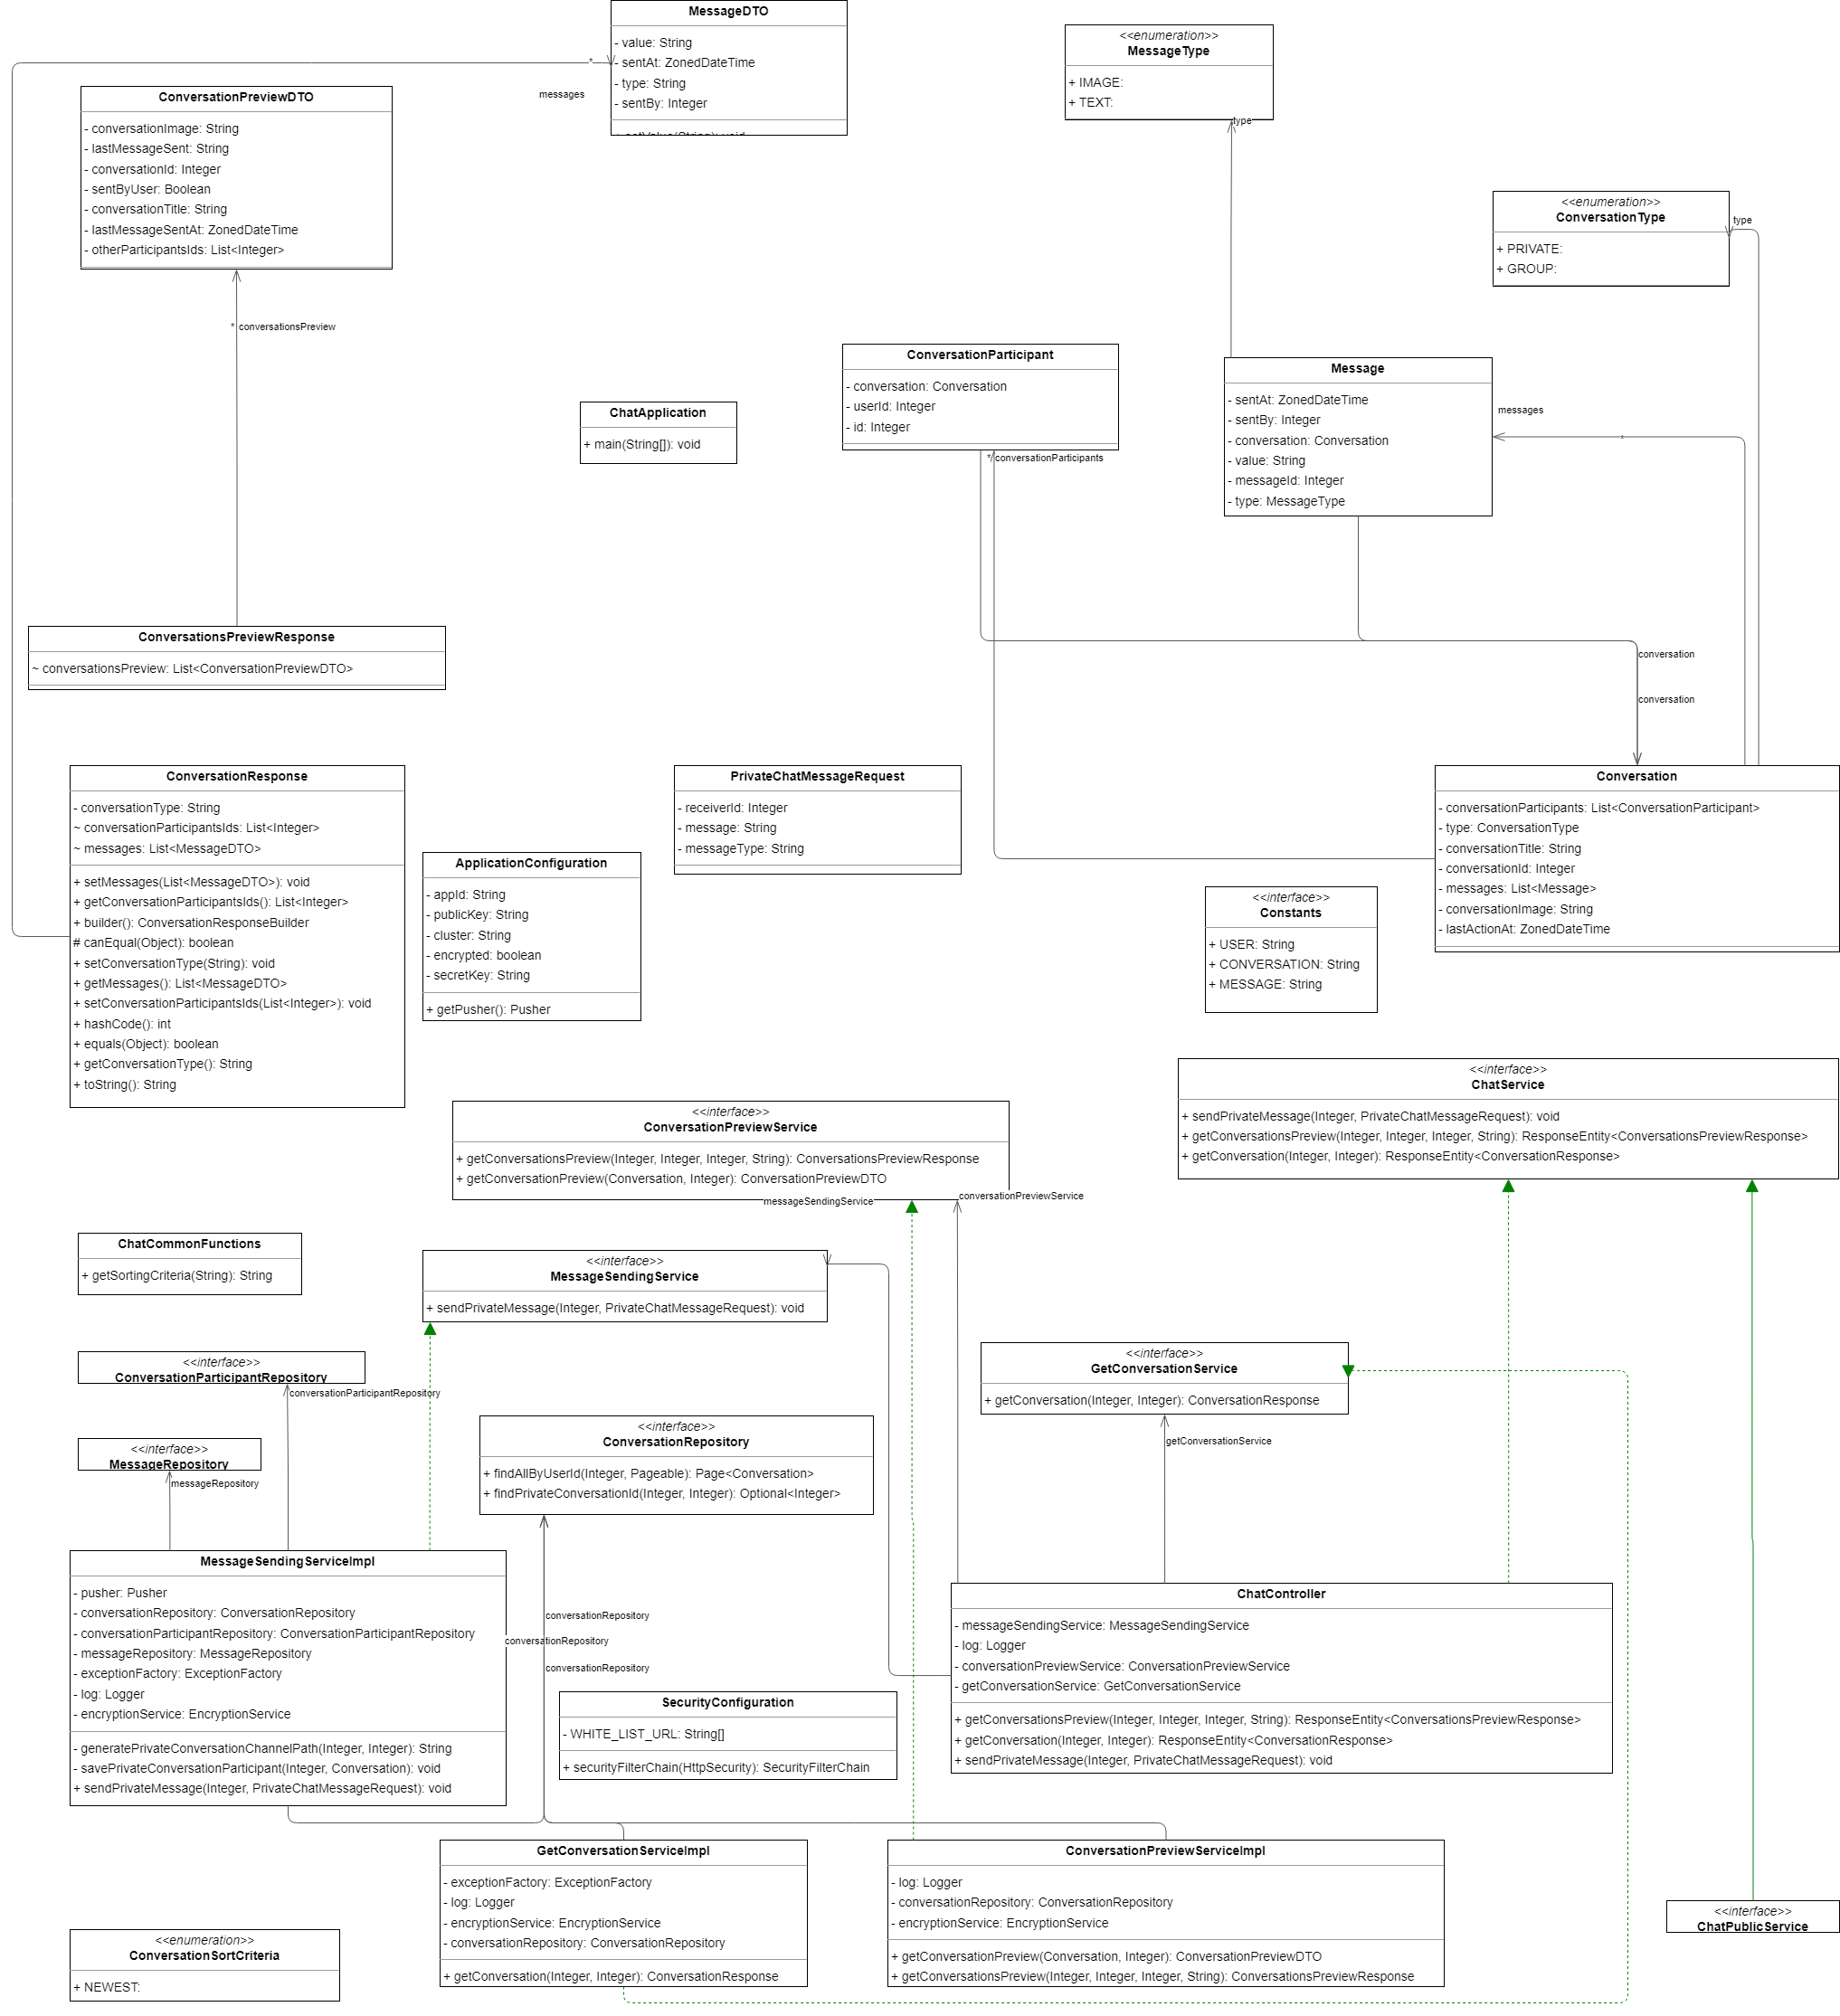 MessageDTO
- value: String
- sentAt: ZonedDateTime
- type: String
- sentBy: Integer
+ setValue(String): void
*
messages
<<enumeration>>
MessageType
+ IMAGE:
+ TEXT:
type
ConversationPreviewDTO
- conversationImage: String
- lastMessageSent: String
- conversationId: Integer
- sentByUser: Boolean
- conversationTitle: String
- lastMessageSentAt: ZonedDateTime
- otherParticipantsIds: List<Integer>
* conversationsPreview
<<enumeration>>
ConversationType
+ PRIVATE:
+ GROUP:
type
ConversationParticipant
- conversation: Conversation
- userId: Integer
- id: Integer
* conversationParticipants
Message
- sentAt: ZonedDateTime
- sentBy: Integer
- conversation: Conversation
- value: String
- messageId: Integer
- type: MessageType
messages
*
ChatApplication
+ main(String[]): void
ConversationsPreviewResponse
~ conversationsPreview: List<ConversationPreviewDTO>
conversation
conversation
ConversationResponse
- conversationType: String
~ conversationParticipantsIds: List<Integer>
~ messages: List<MessageDTO>
+ setMessages(List<MessageDTO>): void
+ getConversationParticipantsIds(): List<Integer>
+ builder(): ConversationResponseBuilder
# canEqual(Object): boolean
+ setConversationType(String): void
+ getMessages(): List<MessageDTO>
+ setConversationParticipantsIds(List<Integer>): void
+ hashCode(): int
+ equals(Object): boolean
+ getConversationType(): String
+ toString(): String
PrivateChatMessageRequest
- receiverId: Integer
- message: String
- messageType: String
Conversation
- conversationParticipants: List<ConversationParticipant>
- type: ConversationType
- conversationTitle: String
- conversationId: Integer
- messages: List<Message>
- conversationImage: String
- lastActionAt: ZonedDateTime
ApplicationConfiguration
- appId: String
- publicKey: String
- cluster: String
- encrypted: boolean
- secretKey: String
+ getPusher(): Pusher
<<interface>>
Constants
+ USER: String
+ CONVERSATION: String
+ MESSAGE: String
<<interface>>
ChatService
+ sendPrivateMessage(Integer, PrivateChatMessageRequest): void
+ getConversationsPreview(Integer, Integer, Integer, String): ResponseEntity<ConversationsPreviewResponse>
+ getConversation(Integer, Integer): ResponseEntity<ConversationResponse>
<<interface>>
ConversationPreviewService
+ getConversationsPreview(Integer, Integer, Integer, String): ConversationsPreviewResponse
+ getConversationPreview(Conversation, Integer): ConversationPreviewDTO
messageSendingService
conversationPreviewService
ChatCommonFunctions
+ getSortingCriteria(String): String
<<interface>>
MessageSendingService
+ sendPrivateMessage(Integer, PrivateChatMessageRequest): void
<<interface>>
ConversationParticipantRepository
conversationParticipantRepository
<<interface>>
GetConversationService
+ getConversation(Integer, Integer): ConversationResponse
getConversationService
<<interface>>
MessageRepository
messageRepository
<<interface>>
ConversationRepository
+ findAllByUserId(Integer, Pageable): Page<Conversation>
+ findPrivateConversationId(Integer, Integer): Optional<Integer>
MessageSendingServiceImpl
- pusher: Pusher
- conversationRepository: ConversationRepository
- conversationParticipantRepository: ConversationParticipantRepository
- messageRepository: MessageRepository
- exceptionFactory: ExceptionFactory
- log: Logger
- encryptionService: EncryptionService
- generatePrivateConversationChannelPath(Integer, Integer): String
- savePrivateConversationParticipant(Integer, Conversation): void
+ sendPrivateMessage(Integer, PrivateChatMessageRequest): void
conversationRepository
conversationRepository
conversationRepository
ChatController
- messageSendingService: MessageSendingService
- log: Logger
- conversationPreviewService: ConversationPreviewService
- getConversationService: GetConversationService
+ getConversationsPreview(Integer, Integer, Integer, String): ResponseEntity<ConversationsPreviewResponse>
+ getConversation(Integer, Integer): ResponseEntity<ConversationResponse>
+ sendPrivateMessage(Integer, PrivateChatMessageRequest): void
SecurityConfiguration
- WHITE_LIST_URL: String[]
+ securityFilterChain(HttpSecurity): SecurityFilterChain
GetConversationServiceImpl
- exceptionFactory: ExceptionFactory
- log: Logger
- encryptionService: EncryptionService
- conversationRepository: ConversationRepository
+ getConversation(Integer, Integer): ConversationResponse
ConversationPreviewServiceImpl
- log: Logger
- conversationRepository: ConversationRepository
- encryptionService: EncryptionService
+ getConversationPreview(Conversation, Integer): ConversationPreviewDTO
+ getConversationsPreview(Integer, Integer, Integer, String): ConversationsPreviewResponse
<<interface>>
ChatPublicService
<<enumeration>>
ConversationSortCriteria
+ NEWEST: